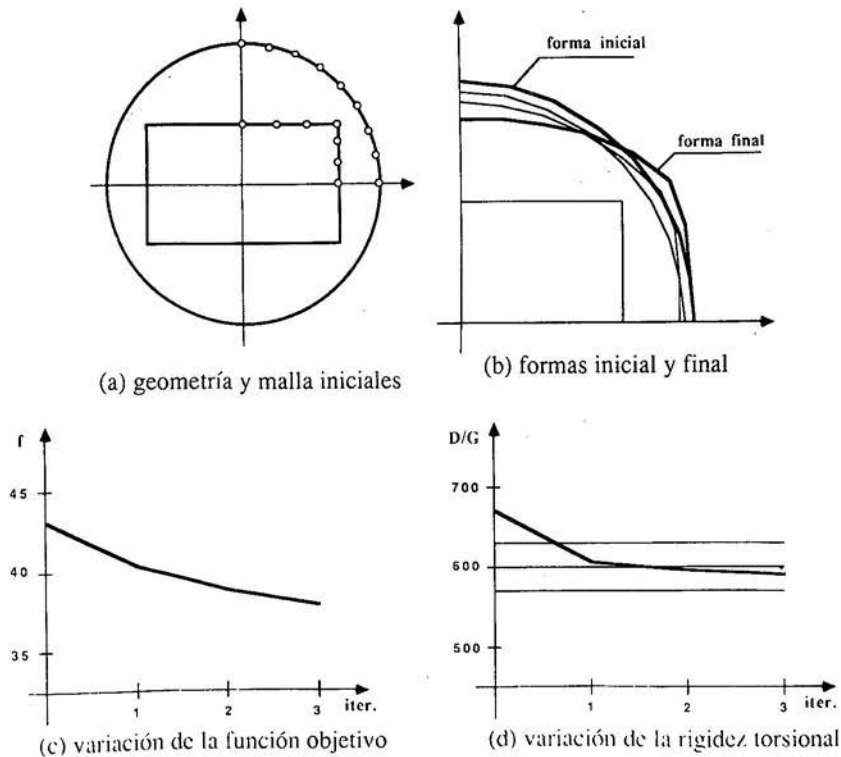 forma inicial
forma final
(a) geometría y malla iniciales
(b) formas inicial y final
f
45
40
35
1
2
3
iter.
(c) variación de la función objetivo
D/G
700
600
500
1
2
3
iter.
(d) variación de la rigidez torsional